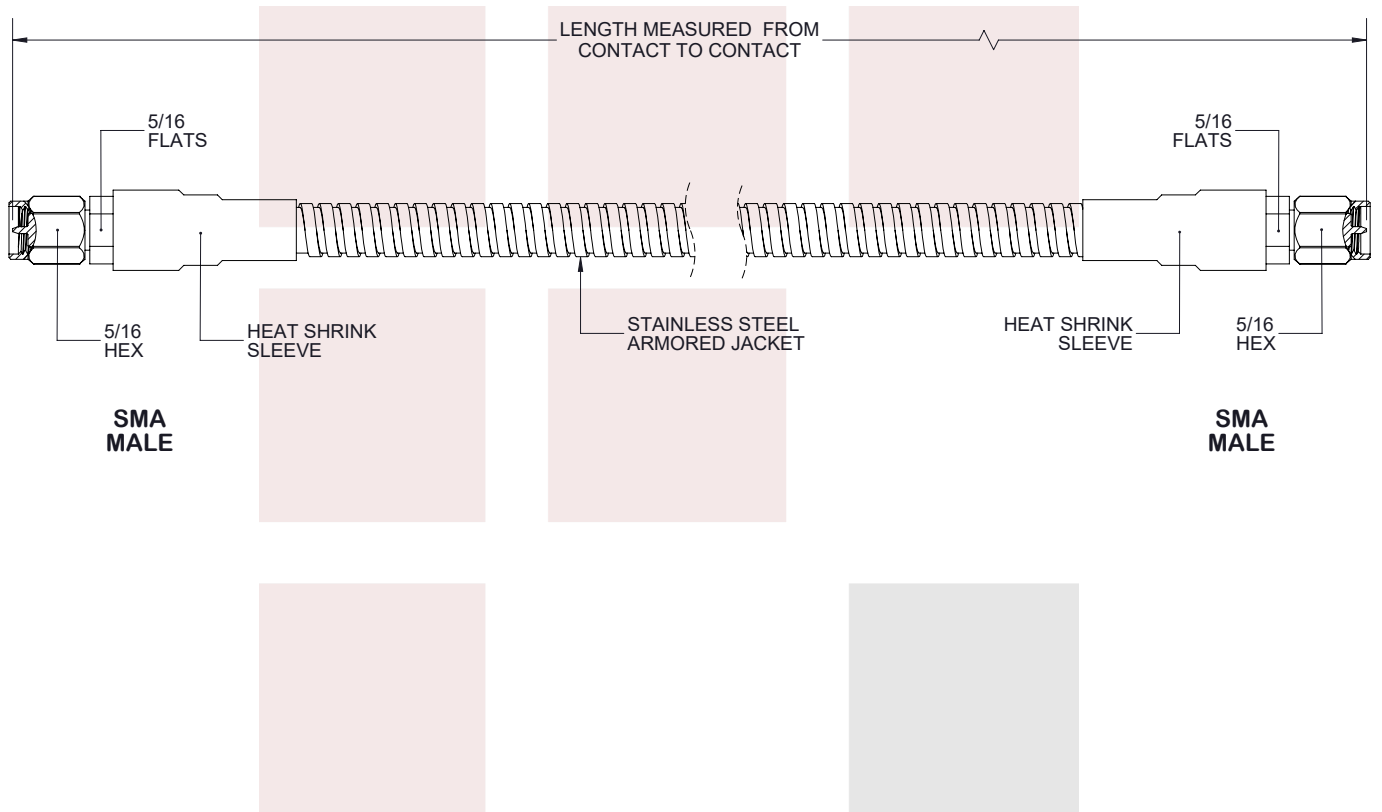 LENGTH MEASURED FROM
CONTACT TO CONTACT
5/16
FLATS
5/16
FLATS
5/16
HEX
HEAT SHRINK
SLEEVE
STAINLESS STEEL
ARMORED JACKET
HEAT SHRINK
SLEEVE
5/16
HEX
SMA
MALE
SMA
MALE